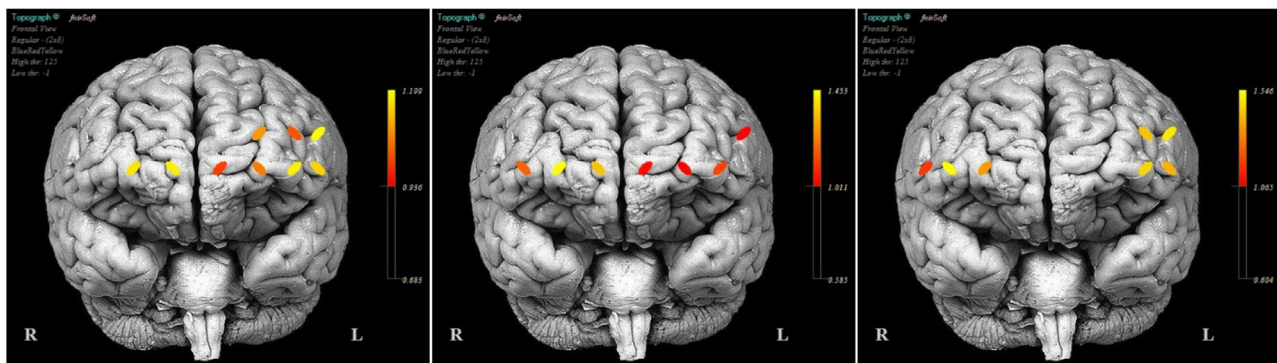 Topograph ® fnirSoft
Frontal View
Regular - (2x8)
BlueRedYellow
High thr: 125
Low thr: -1
1.199
0.936
0.685
R L
Topograph ® fnirSoft
Frontal View
Regular - (2x8)
BlueRedYellow
High thr: 125
Low thr: -1
1.453
1.011
0.585
R L
Topograph ® fnirSoft
Frontal View
Regular - (2x8)
BlueRedYellow
High thr: 125
Low thr: -1
1.546
1.065
0.604
R L